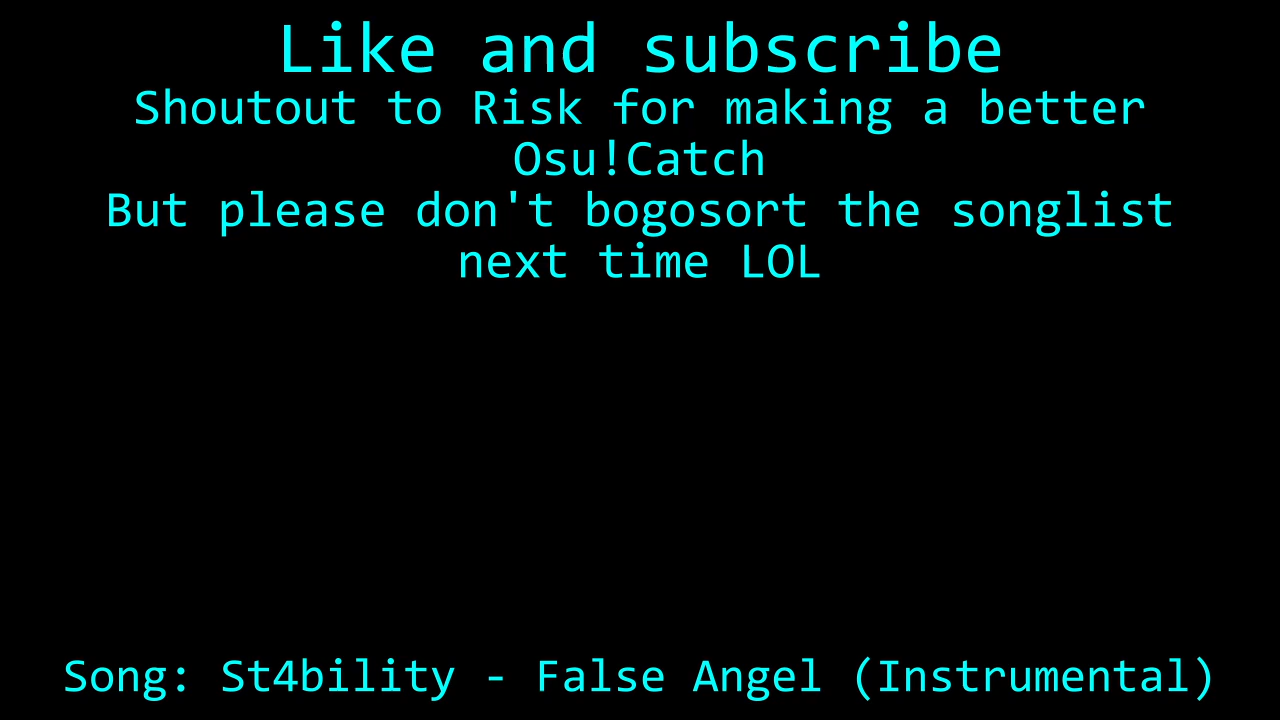 Like and subscribe
Shoutout to Risk for making a better
Osu!Catch
But please don't bogosort the songlist
next time LOL
Song: St4bility - False Angel (Instrumental)